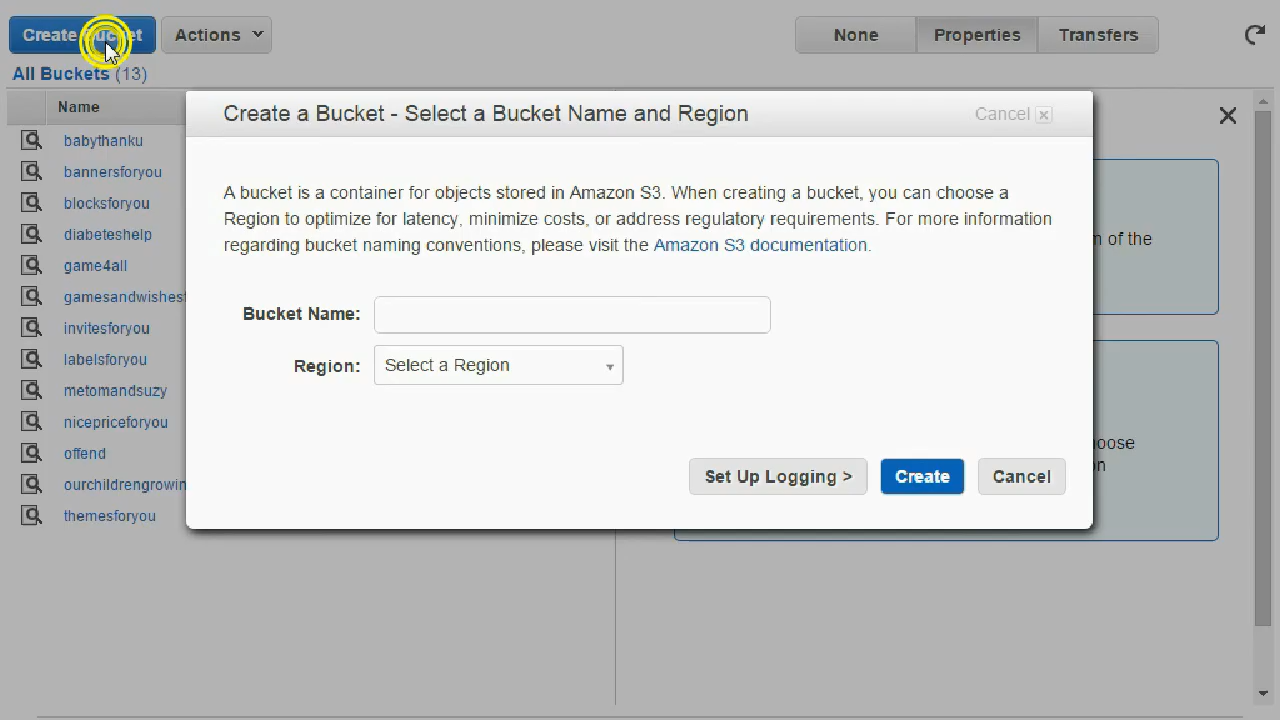 Create Bucket Actions None Properties Transfers
All Buckets (13)
Name
Create a Bucket - Select a Bucket Name and Region Cancel x
babythanku
bannersforyou
blocksforyou
diabeteshelp
game4all
gamesandwishesf
invitesforyou
labelsforyou
metomandsuzy
nicepriceforyou
offend
ourchildrengrowin
themesforyou
A bucket is a container for objects stored in Amazon S3. When creating a bucket, you can choose a
Region to optimize for latency, minimize costs, or address regulatory requirements. For more information
regarding bucket naming conventions, please visit the Amazon S3 documentation.
Bucket Name:
Region: Select a Region
Set Up Logging > Create Cancel
of the